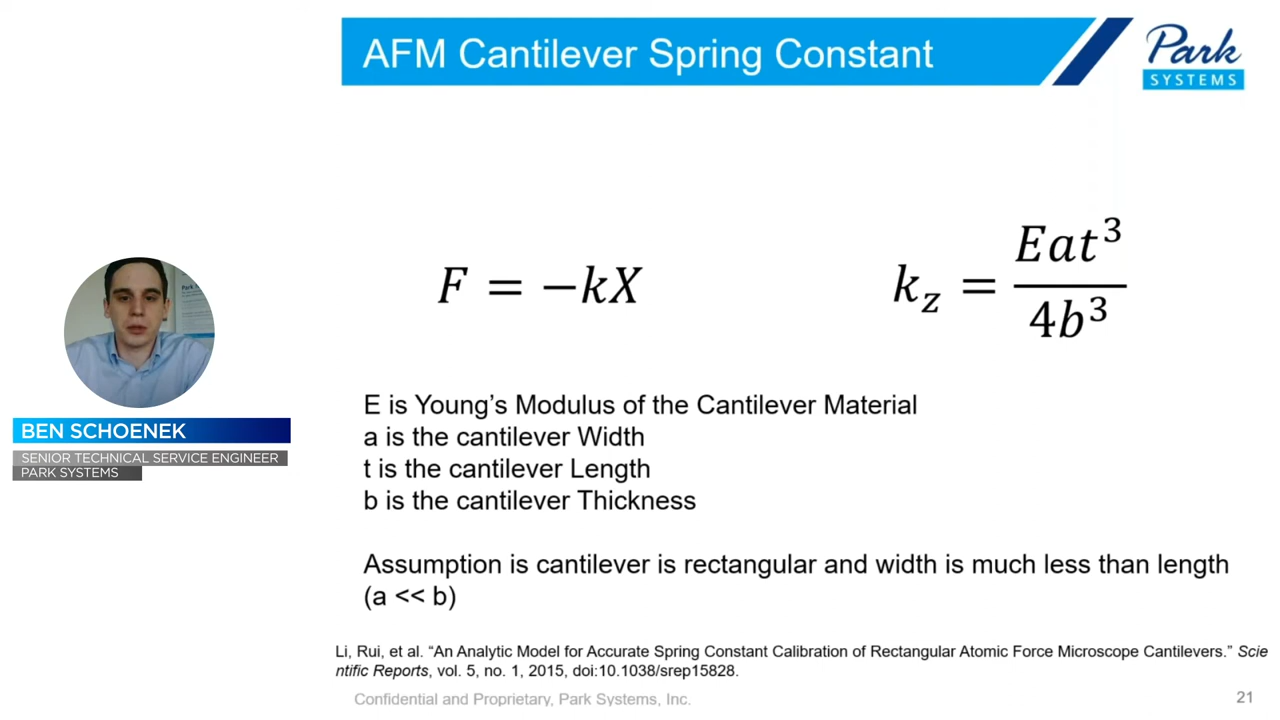 AFM Cantilever Spring Constant
Park
SYSTEMS
F = −kX
k_z = Eat³ / 4b³
BEN SCHOENEK
SENIOR TECHNICAL SERVICE ENGINEER
PARK SYSTEMS
E is Young’s Modulus of the Cantilever Material
a is the cantilever Width
t is the cantilever Length
b is the cantilever Thickness
Assumption is cantilever is rectangular and width is much less than length
(a << b)
Li, Rui, et al. “An Analytic Model for Accurate Spring Constant Calibration of Rectangular Atomic Force Microscope Cantilevers.” Scie
ntific Reports, vol. 5, no. 1, 2015, doi:10.1038/srep15828.
Confidential and Proprietary, Park Systems, Inc.
21